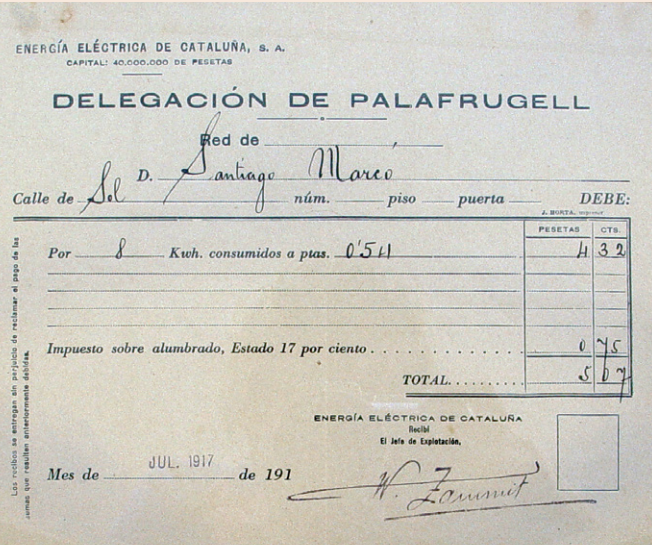 ENERGÍA ELÉCTRICA DE CATALUÑA, S. A.
CAPITAL: 40.000.000 DE PESETAS
DELEGACIÓN DE PALAFRUGELL
Red de
D. Santiago Marcó
Calle de Sol núm. piso puerta DEBE:
J. HORTA, impresor
PESETAS CTS.
Por 8 Kwh. consumidos a ptas. 0'54 4 32
Impuesto sobre alumbrado, Estado 17 por ciento 0 75
TOTAL 5 07
ENERGÍA ELÉCTRICA DE CATALUÑA
Recibí
El Jefe de Explotación,
Mes de JUL. 1917 de 191
W. Zammit
Los recibos se entregan sin perjuicio de reclamar el pago de las
sumas que resulten anteriormente debidas.